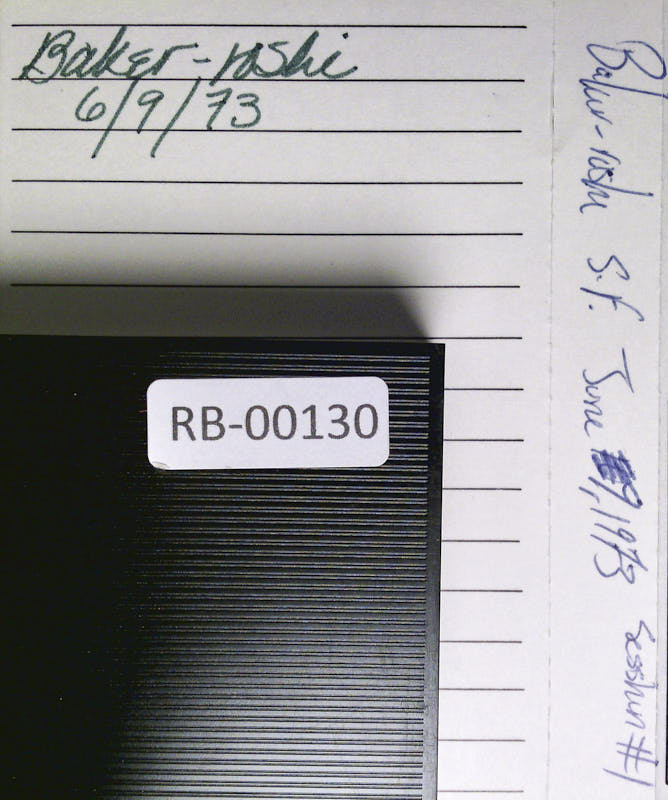 Baker-roshi
6/9/73
RB-00130
Baker-roshi S.F. June 9, 1973 Sesshin #1